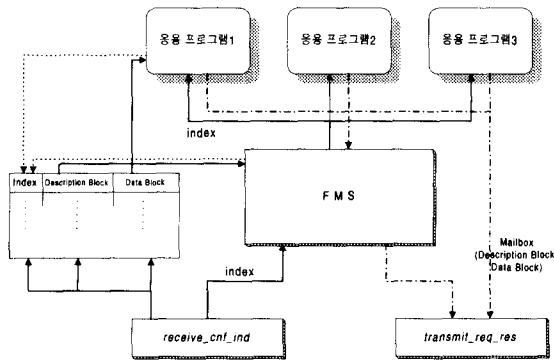 응용 프로그램1
응용 프로그램2
응용 프로그램3
index
Index
Description Block
Data Block
F M S
Mailbox
(Description Block
Data Block)
index
receive_cnf_ind
transmit_req_res